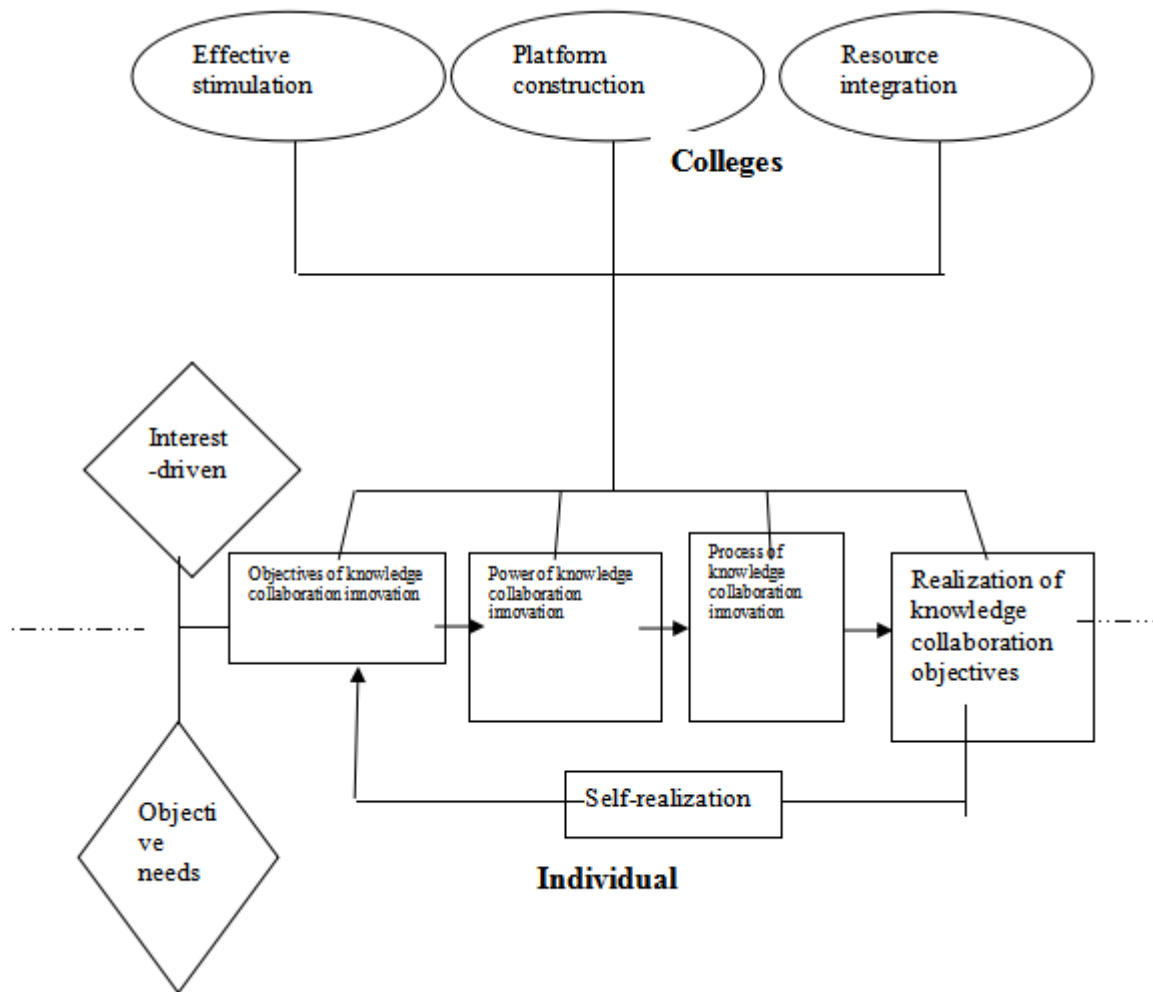 Effective
stimulation
Platform
construction
Resource
integration
Colleges
Interest
-driven
Objectives of knowledge
collaboration innovation
Power of knowledge
collaboration
innovation
Process of
knowledge
collaboration
innovation
Realization of
knowledge
collaboration
objectives
Objecti
ve
needs
Self-realization
Individual